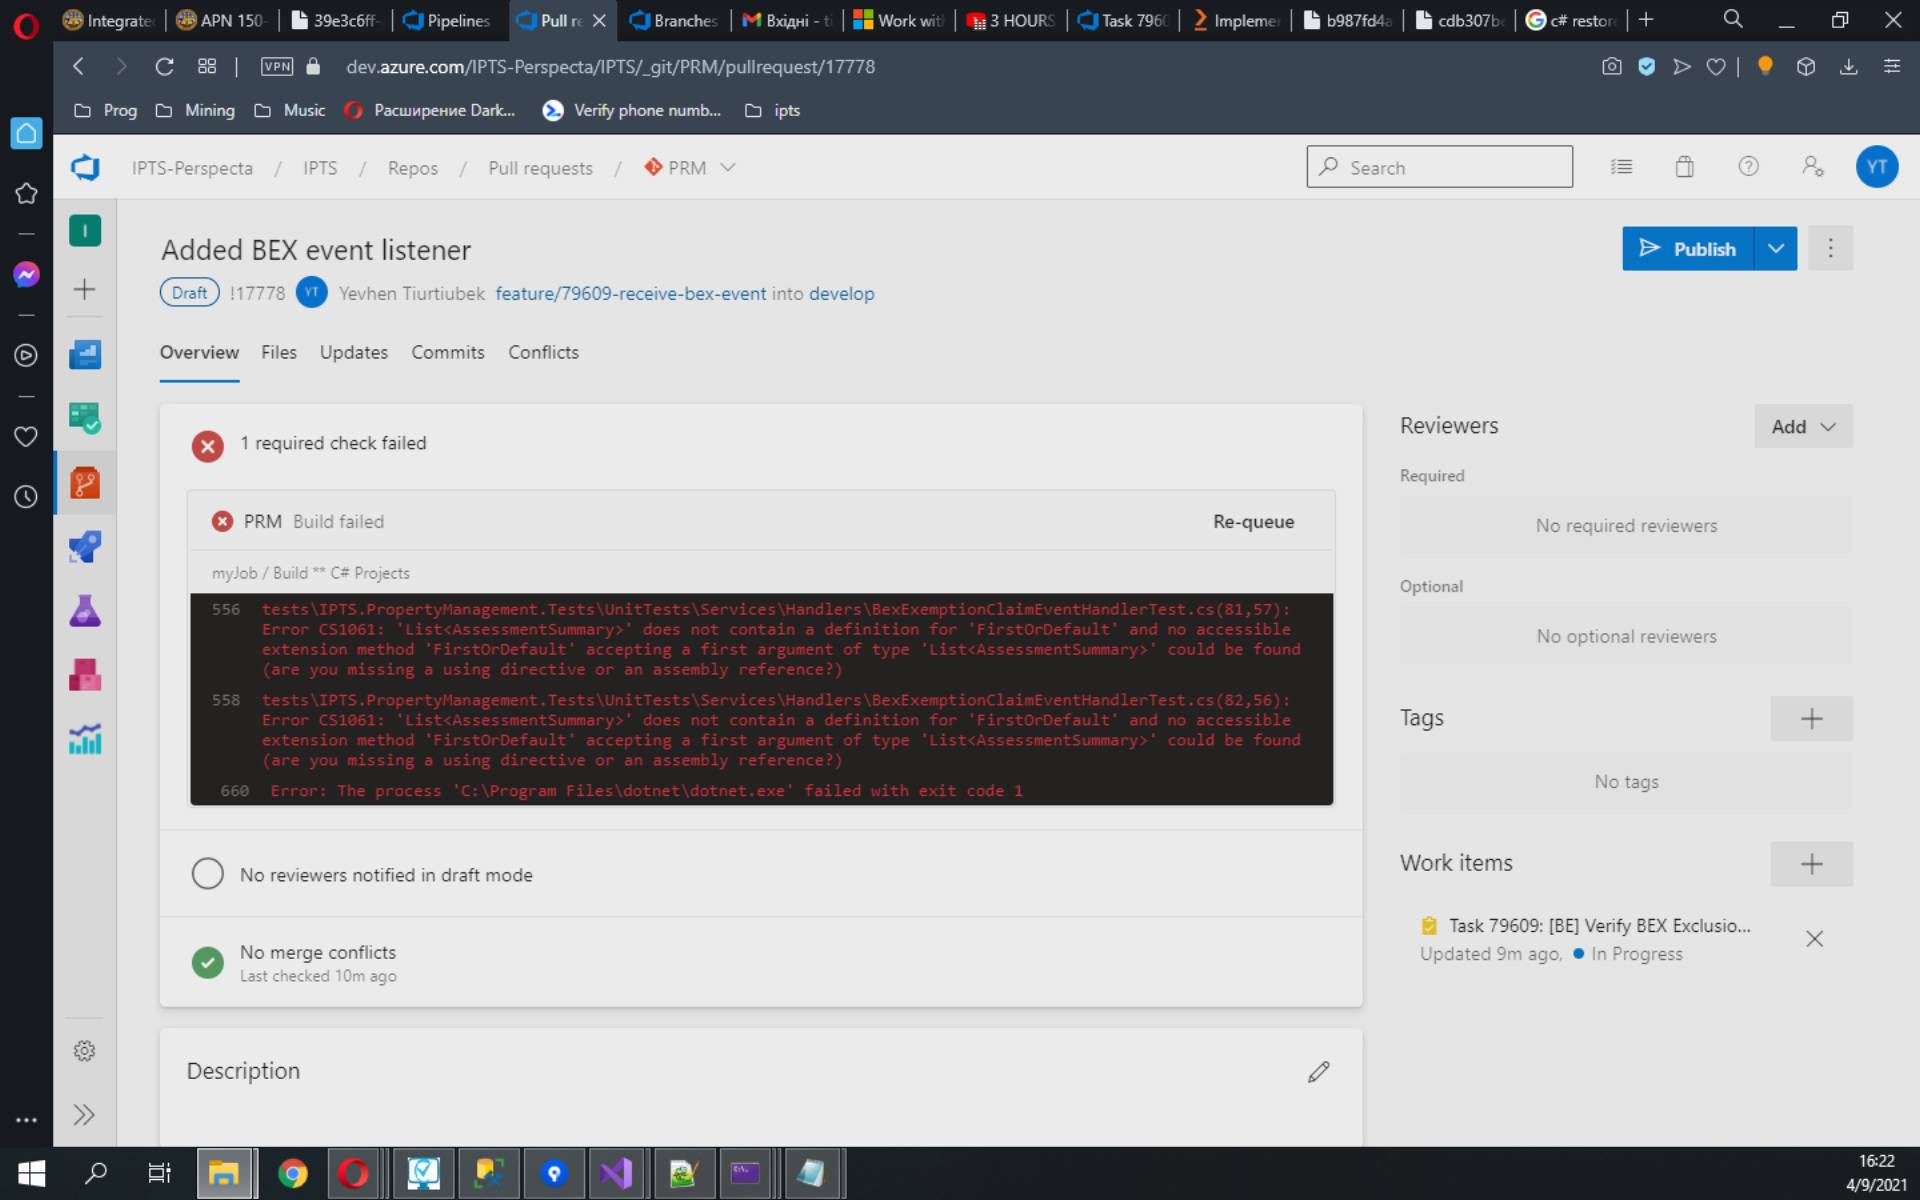 Integrate
APN 150-
39e3c6ff-
Pipelines
Pull re
Branches
Вхідні - t
Work with
3 HOURS
Task 7960
Implemen
b987fd4a
cdb307b
c# restor
VPN
dev.azure.com/IPTS-Perspecta/IPTS/_git/PRM/pullrequest/17778
Prog
Mining
Music
Расширение Dark...
Verify phone numb...
ipts
IPTS-Perspecta / IPTS / Repos / Pull requests / PRM
Search
YT
I
Added BEX event listener
Publish
Draft !17778 YT Yevhen Tiurtiubek feature/79609-receive-bex-event into develop
Overview Files Updates Commits Conflicts
1 required check failed
PRM Build failed
Re-queue
myJob / Build ** C# Projects
556 tests\IPTS.PropertyManagement.Tests\UnitTests\Services\Handlers\BexExemptionClaimEventHandlerTest.cs(81,57):
Error CS1061: 'List<AssessmentSummary>' does not contain a definition for 'FirstOrDefault' and no accessible
extension method 'FirstOrDefault' accepting a first argument of type 'List<AssessmentSummary>' could be found
(are you missing a using directive or an assembly reference?)
558 tests\IPTS.PropertyManagement.Tests\UnitTests\Services\Handlers\BexExemptionClaimEventHandlerTest.cs(82,56):
Error CS1061: 'List<AssessmentSummary>' does not contain a definition for 'FirstOrDefault' and no accessible
extension method 'FirstOrDefault' accepting a first argument of type 'List<AssessmentSummary>' could be found
(are you missing a using directive or an assembly reference?)
660 Error: The process 'C:\Program Files\dotnet\dotnet.exe' failed with exit code 1
No reviewers notified in draft mode
No merge conflicts
Last checked 10m ago
Description
Reviewers
Add
Required
No required reviewers
Optional
No optional reviewers
Tags
No tags
Work items
Task 79609: [BE] Verify BEX Exclusio...
Updated 9m ago, In Progress
16:22
4/9/2021